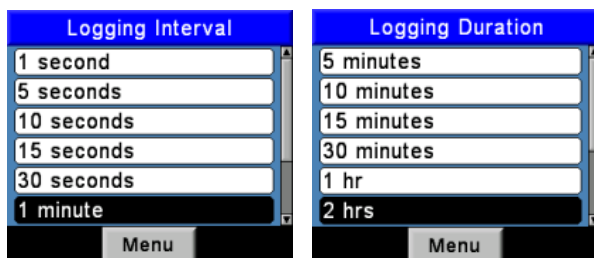 Logging Interval
1 second
5 seconds
10 seconds
15 seconds
30 seconds
1 minute
Menu
Logging Duration
5 minutes
10 minutes
15 minutes
30 minutes
1 hr
2 hrs
Menu